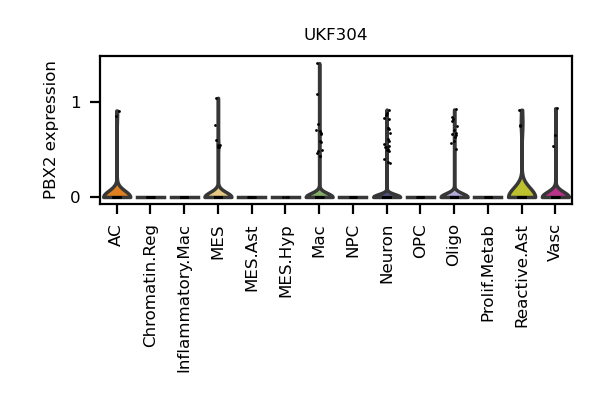 UKF304
PBX2 expression
1
0
AC
Chromatin.Reg
Inflammatory.Mac
MES
MES.Ast
MES.Hyp
Mac
NPC
Neuron
OPC
Oligo
Prolif.Metab
Reactive.Ast
Vasc